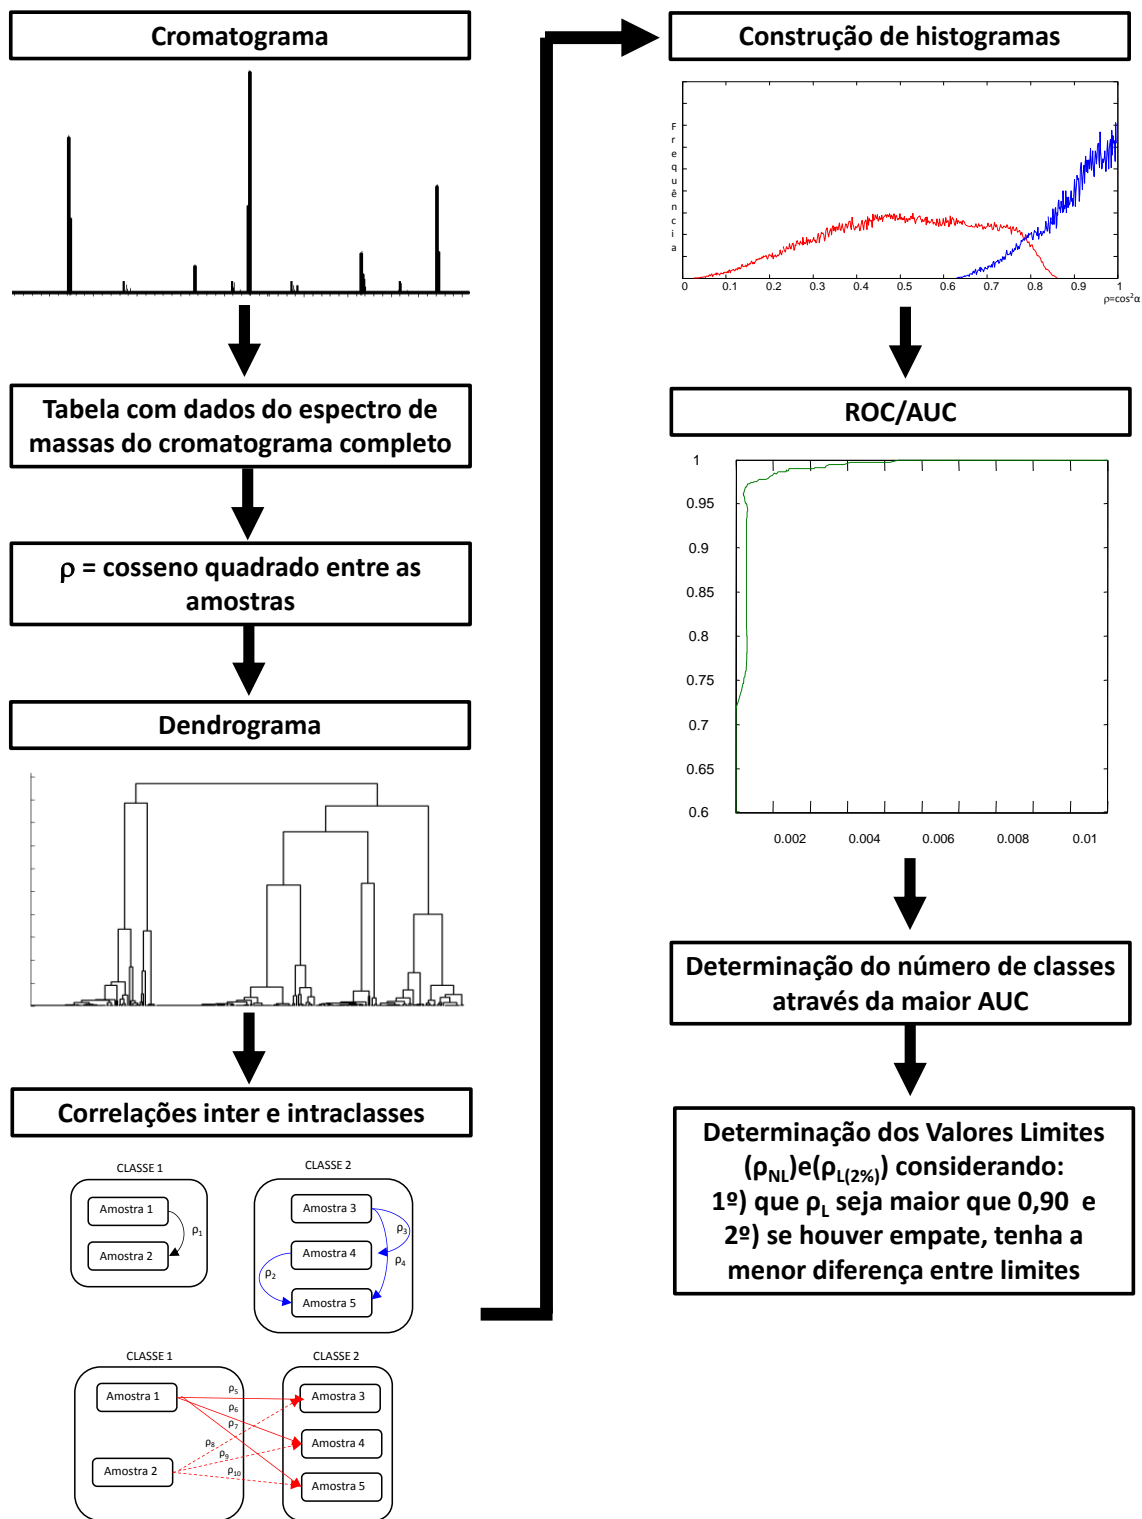 Cromatograma
Tabela com dados do espectro de
massas do cromatograma completo
ρ = cosseno quadrado entre as
amostras
Dendrograma
Correlações inter e intraclasses
CLASSE 1
Amostra 1
Amostra 2
ρ1
CLASSE 2
Amostra 3
Amostra 4
Amostra 5
ρ3
ρ2
ρ4
CLASSE 1
Amostra 1
Amostra 2
CLASSE 2
Amostra 3
Amostra 4
Amostra 5
ρ5
ρ6
ρ7
ρ8
ρ9
ρ10
Construção de histogramas
Frequência
0 0.1 0.2 0.3 0.4 0.5 0.6 0.7 0.8 0.9 1
ρ=cos²α
ROC/AUC
1
0.95
0.9
0.85
0.8
0.75
0.7
0.65
0.6
0.002 0.004 0.006 0.008 0.01
Determinação do número de classes
através da maior AUC
Determinação dos Valores Limites
(ρNL)e(ρL(2%)) considerando:
1º) que ρL seja maior que 0,90 e
2º) se houver empate, tenha a
menor diferença entre limites